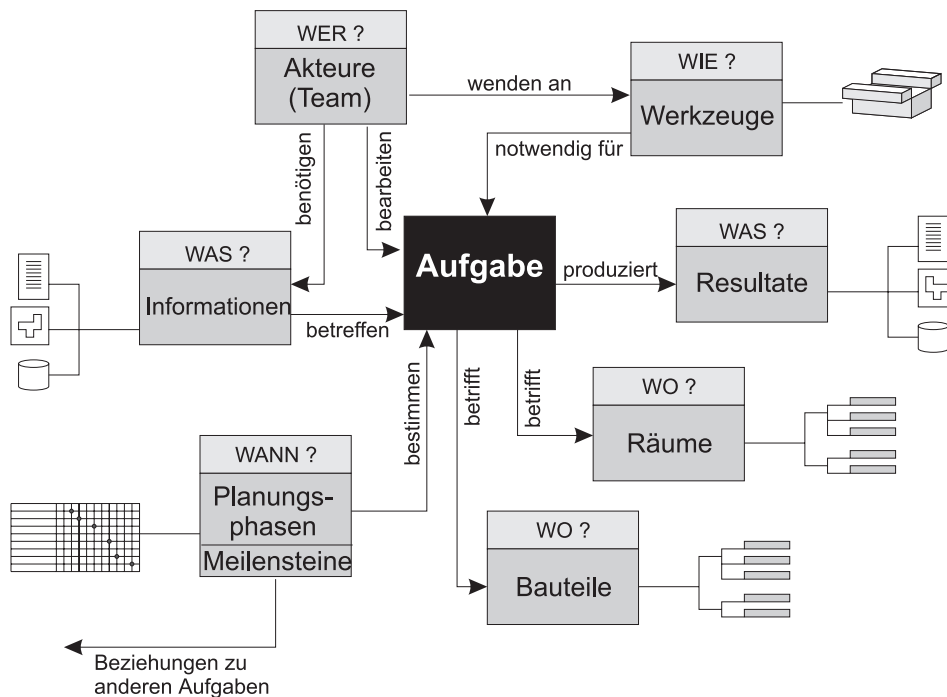 WER ?
Akteure
(Team)
wenden an
WIE ?
Werkzeuge
notwendig für
benötigen
bearbeiten
WAS ?
Informationen
betreffen
Aufgabe
produziert
WAS ?
Resultate
bestimmen
betrifft
betrifft
WO ?
Räume
WANN ?
Planungs-
phasen
Meilensteine
WO ?
Bauteile
Beziehungen zu
anderen Aufgaben